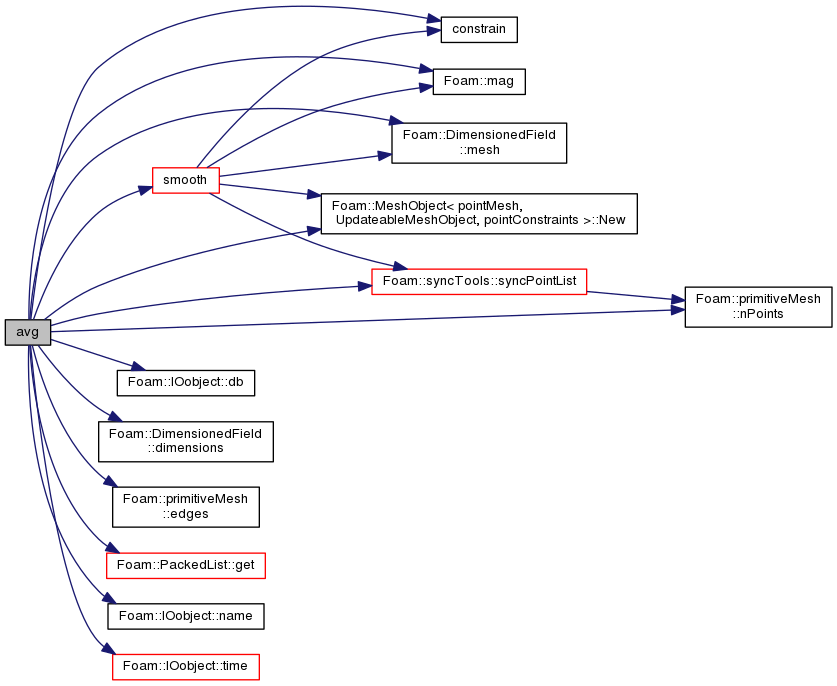 constrain
Foam::mag
Foam::DimensionedField
::mesh
smooth
Foam::MeshObject< pointMesh,
UpdateableMeshObject, pointConstraints >::New
Foam::syncTools::syncPointList
Foam::primitiveMesh
::nPoints
avg
Foam::IOobject::db
Foam::DimensionedField
::dimensions
Foam::primitiveMesh
::edges
Foam::PackedList::get
Foam::IOobject::name
Foam::IOobject::time